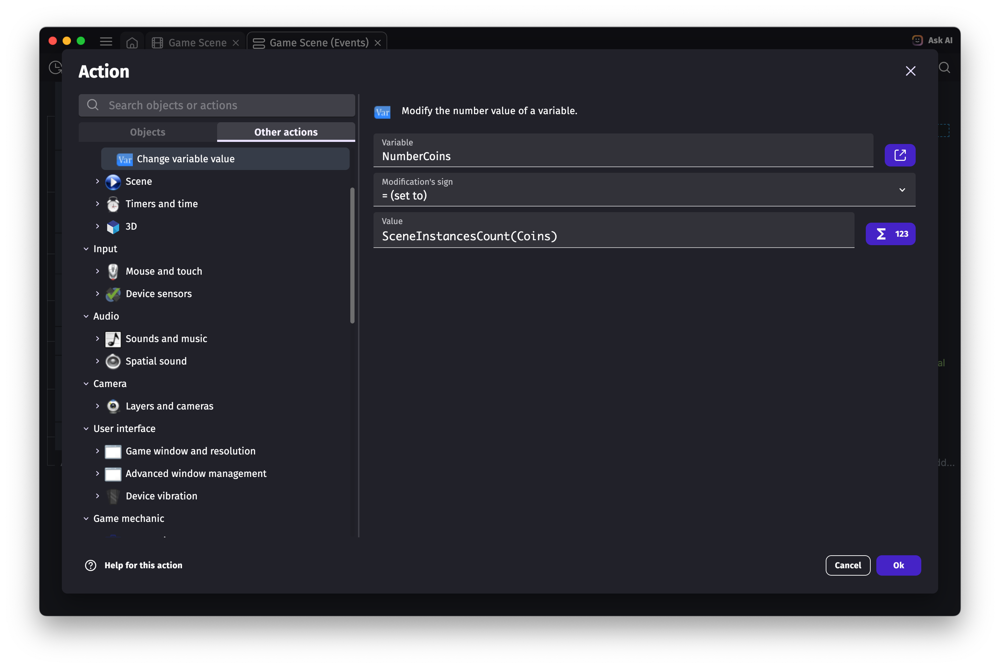 Game Scene
Game Scene (Events)
Ask AI
Action
Search objects or actions
Objects
Other actions
Var Change variable value
Scene
Timers and time
3D
Input
Mouse and touch
Device sensors
Audio
Sounds and music
Spatial sound
Camera
Layers and cameras
User interface
Game window and resolution
Advanced window management
Device vibration
Game mechanic
Var Modify the number value of a variable.
Variable
NumberCoins
Modification's sign
= (set to)
Value
SceneInstancesCount(Coins)
Σ 123
Help for this action
Cancel
Ok